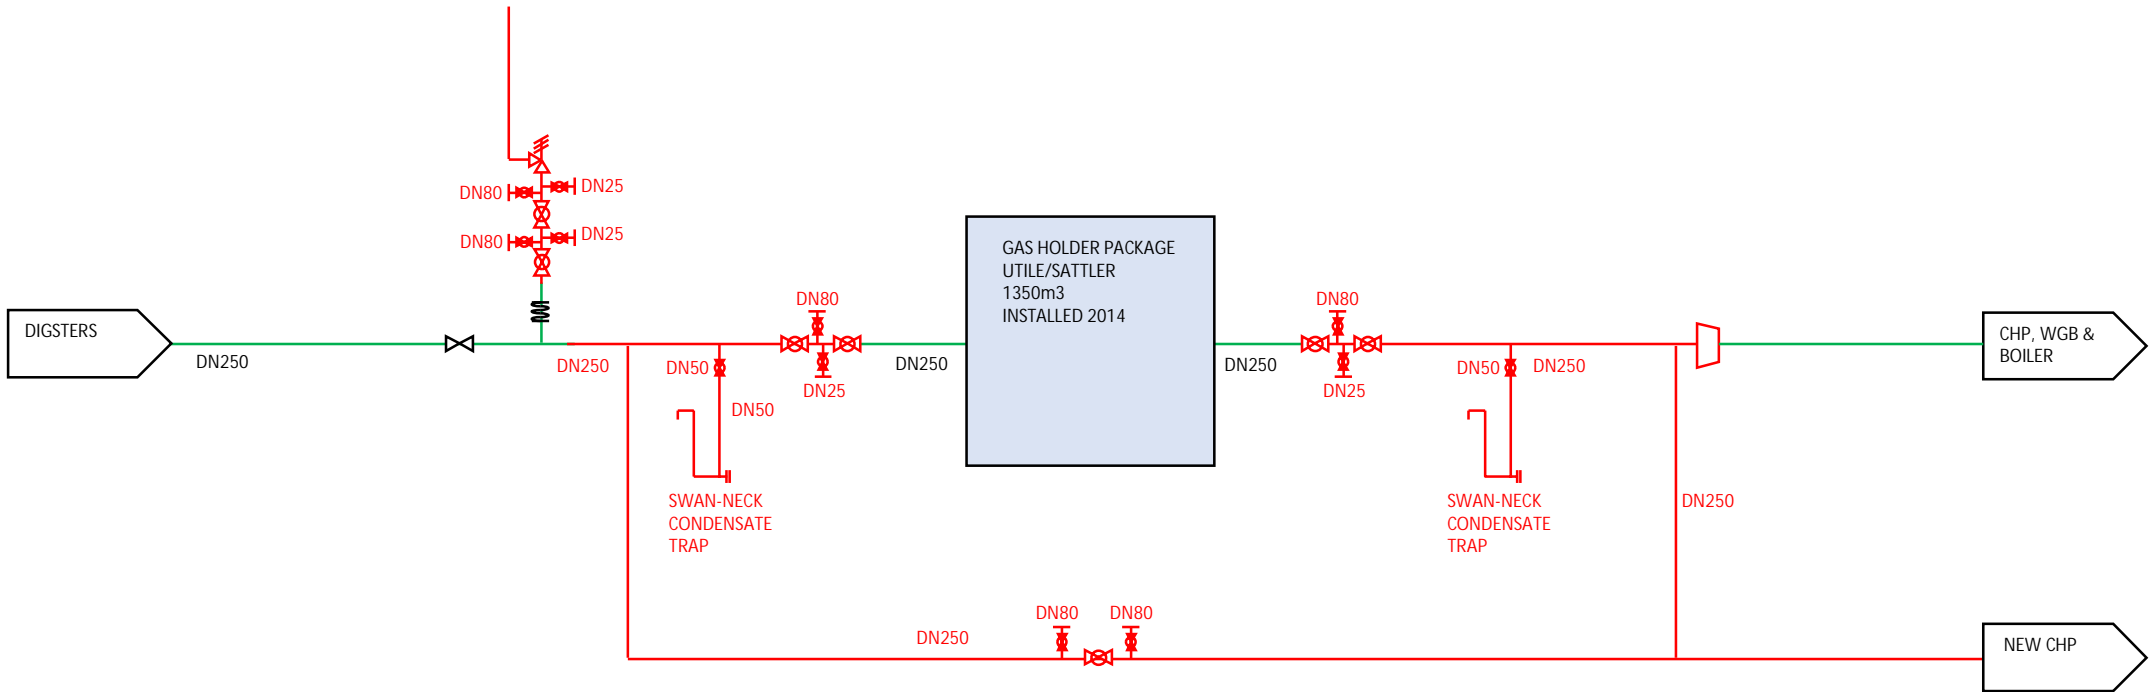 DN80
DN25
DN80
DN25
DIGSTERS
DN250
DN250
DN50
DN50
SWAN-NECK
CONDENSATE
TRAP
DN80
DN25
DN250
GAS HOLDER PACKAGE
UTILE/SATTLER
1350m3
INSTALLED 2014
DN250
DN80
DN25
DN50
DN250
SWAN-NECK
CONDENSATE
TRAP
DN250
CHP, WGB &
BOILER
DN250
DN80
DN80
NEW CHP